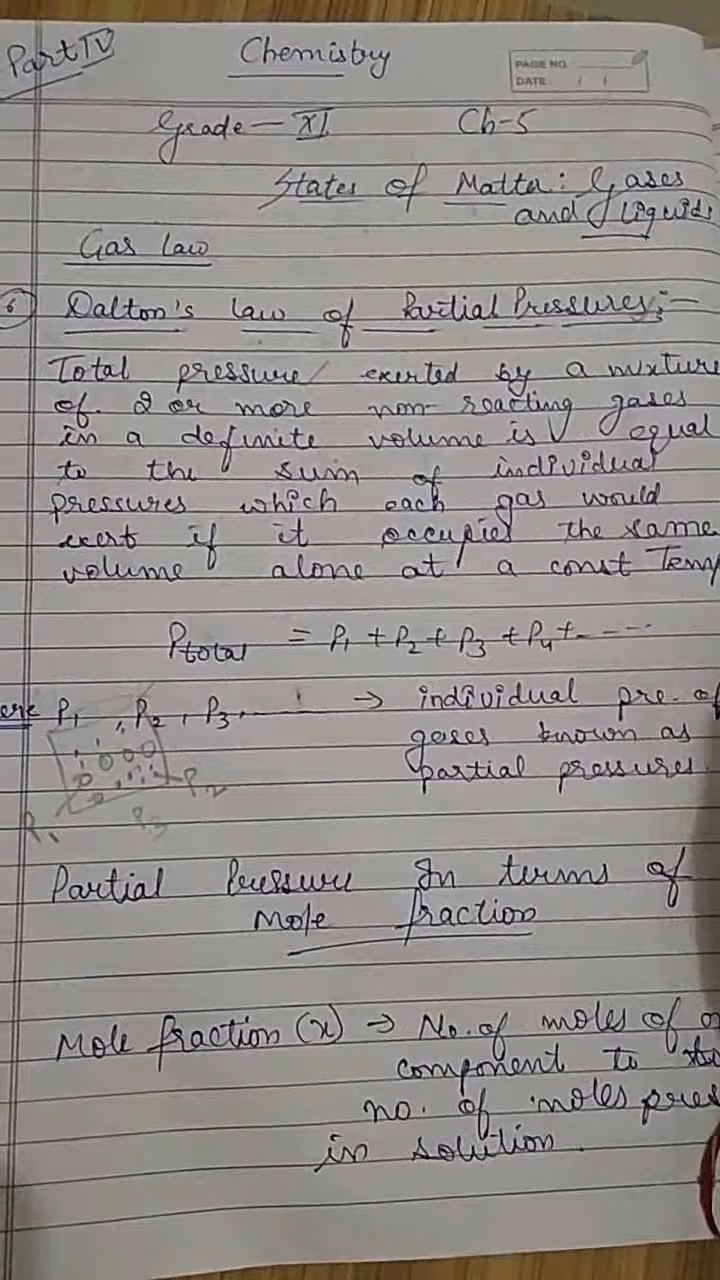 Part IV
Chemistry
PAGE NO.
DATE / /
Grade - XI Ch-5
States of Matter: Gases
and Liquids
Gas Law
6 Dalton's law of Partial Pressures:-
Total pressure exerted by a mixture
of 2 or more non-reacting gases
in a definite volume is equal
to the sum of individual
pressures which each gas would
exert if it occupied the same
volume alone at a const Temp
Ptotal = P1 + P2 + P3 + P4 + - ---
P1, P2, P3, ...... → individual pre. of
gases known as
partial pressures.
P2
P1
P3
Partial Pressure In terms of
Mole fraction
Mole fraction (x) → No. of moles of
component to
no. of moles pres
in solution.